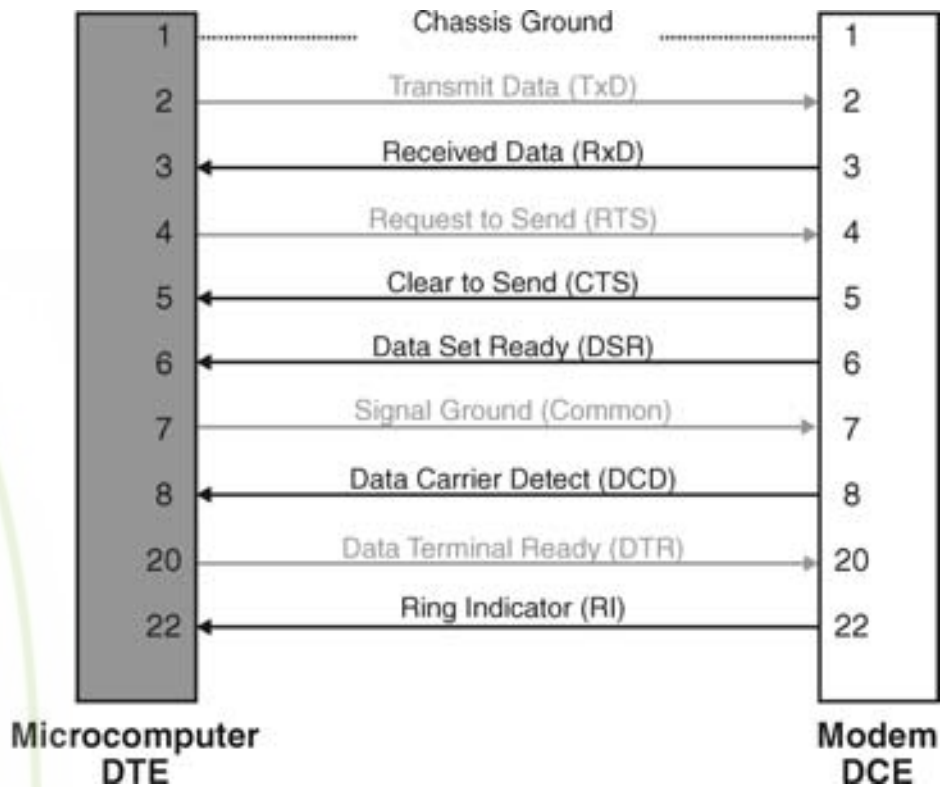 Chassis Ground
1 1
Transmit Data (TxD)
2 2
Received Data (RxD)
3 3
Request to Send (RTS)
4 4
Clear to Send (CTS)
5 5
Data Set Ready (DSR)
6 6
Signal Ground (Common)
7 7
Data Carrier Detect (DCD)
8 8
Data Terminal Ready (DTR)
20 20
Ring Indicator (RI)
22 22
Microcomputer
DTE
Modem
DCE